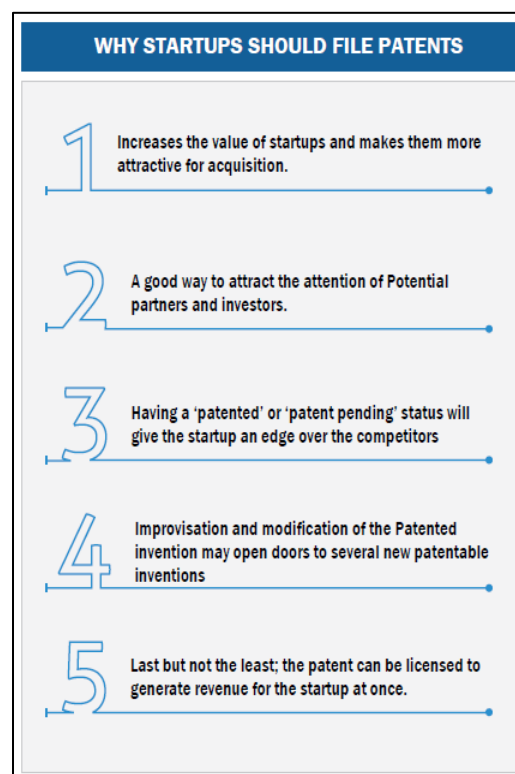 WHY STARTUPS SHOULD FILE PATENTS
1
Increases the value of startups and makes them more
attractive for acquisition.
2
A good way to attract the attention of Potential
partners and investors.
3
Having a ‘patented’ or ‘patent pending’ status will
give the startup an edge over the competitors
4
Improvisation and modification of the Patented
invention may open doors to several new patentable
inventions
5
Last but not the least; the patent can be licensed to
generate revenue for the startup at once.